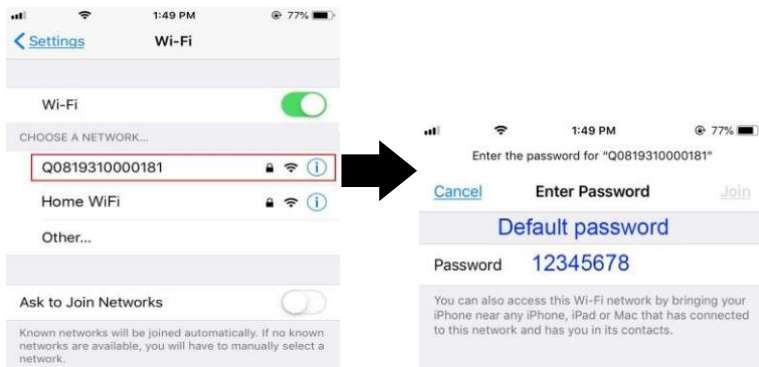 1:49 PM
77%
Settings
Wi-Fi
Wi-Fi
CHOOSE A NETWORK...
Q0819310000181
Home WiFi
Other...
Ask to Join Networks
Known networks will be joined automatically. If no known
networks are available, you will have to manually select a
network.
1:49 PM
77%
Enter the password for "Q0819310000181"
Cancel
Enter Password
Join
Default password
Password 12345678
You can also access this Wi-Fi network by bringing your
iPhone near any iPhone, iPad or Mac that has connected
to this network and has you in its contacts.